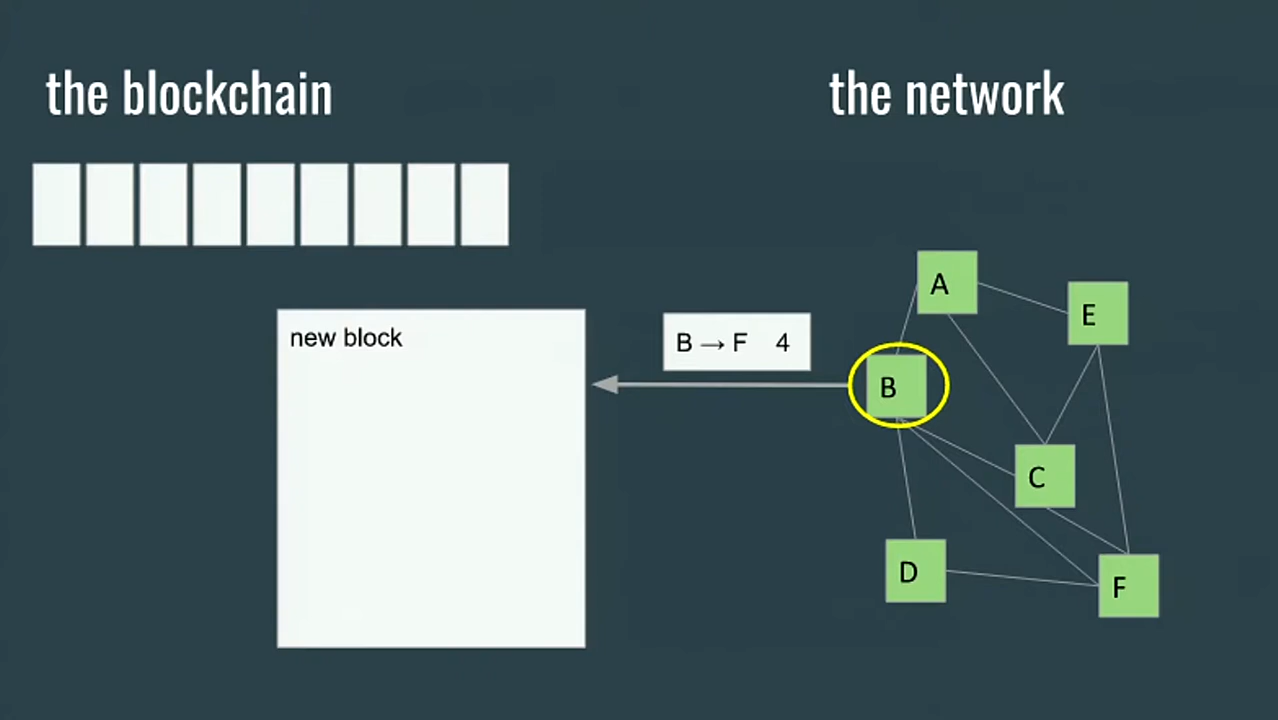 the blockchain
the network
new block
B → F 4
A
E
B
C
D
F